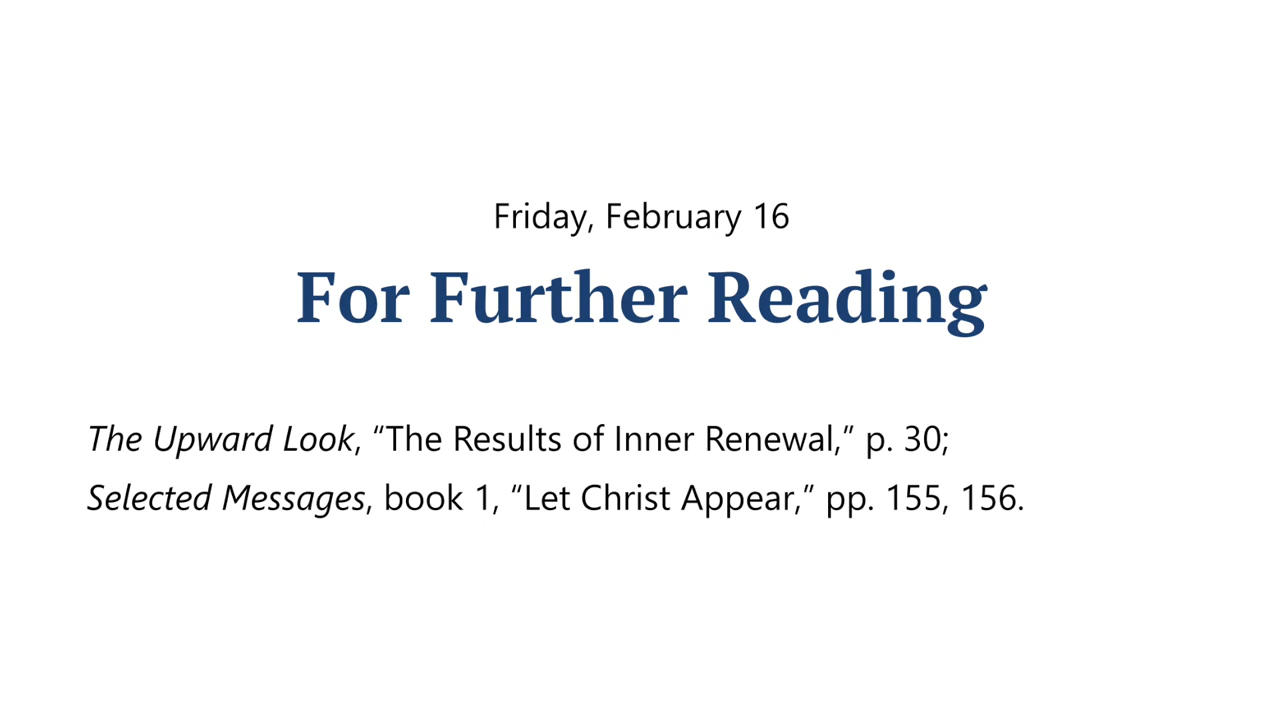 Friday, February 16
For Further Reading
The Upward Look, “The Results of Inner Renewal,” p. 30;
Selected Messages, book 1, “Let Christ Appear,” pp. 155, 156.